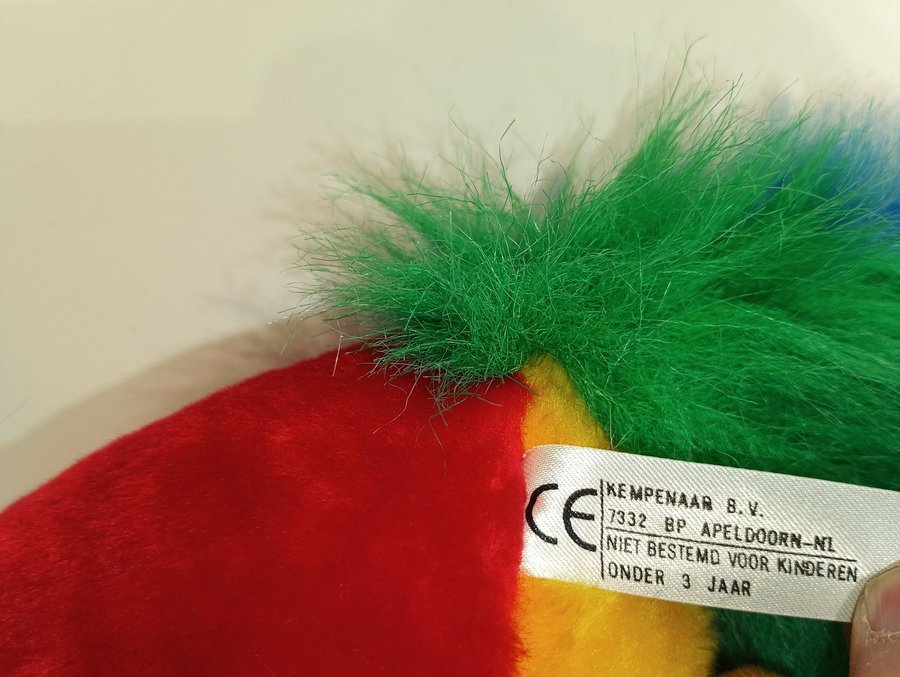 CE
KEMPENAAR B.V.
7332 BP APELDOORN-NL
NIET BESTEMD VOOR KINDEREN
ONDER 3 JAAR